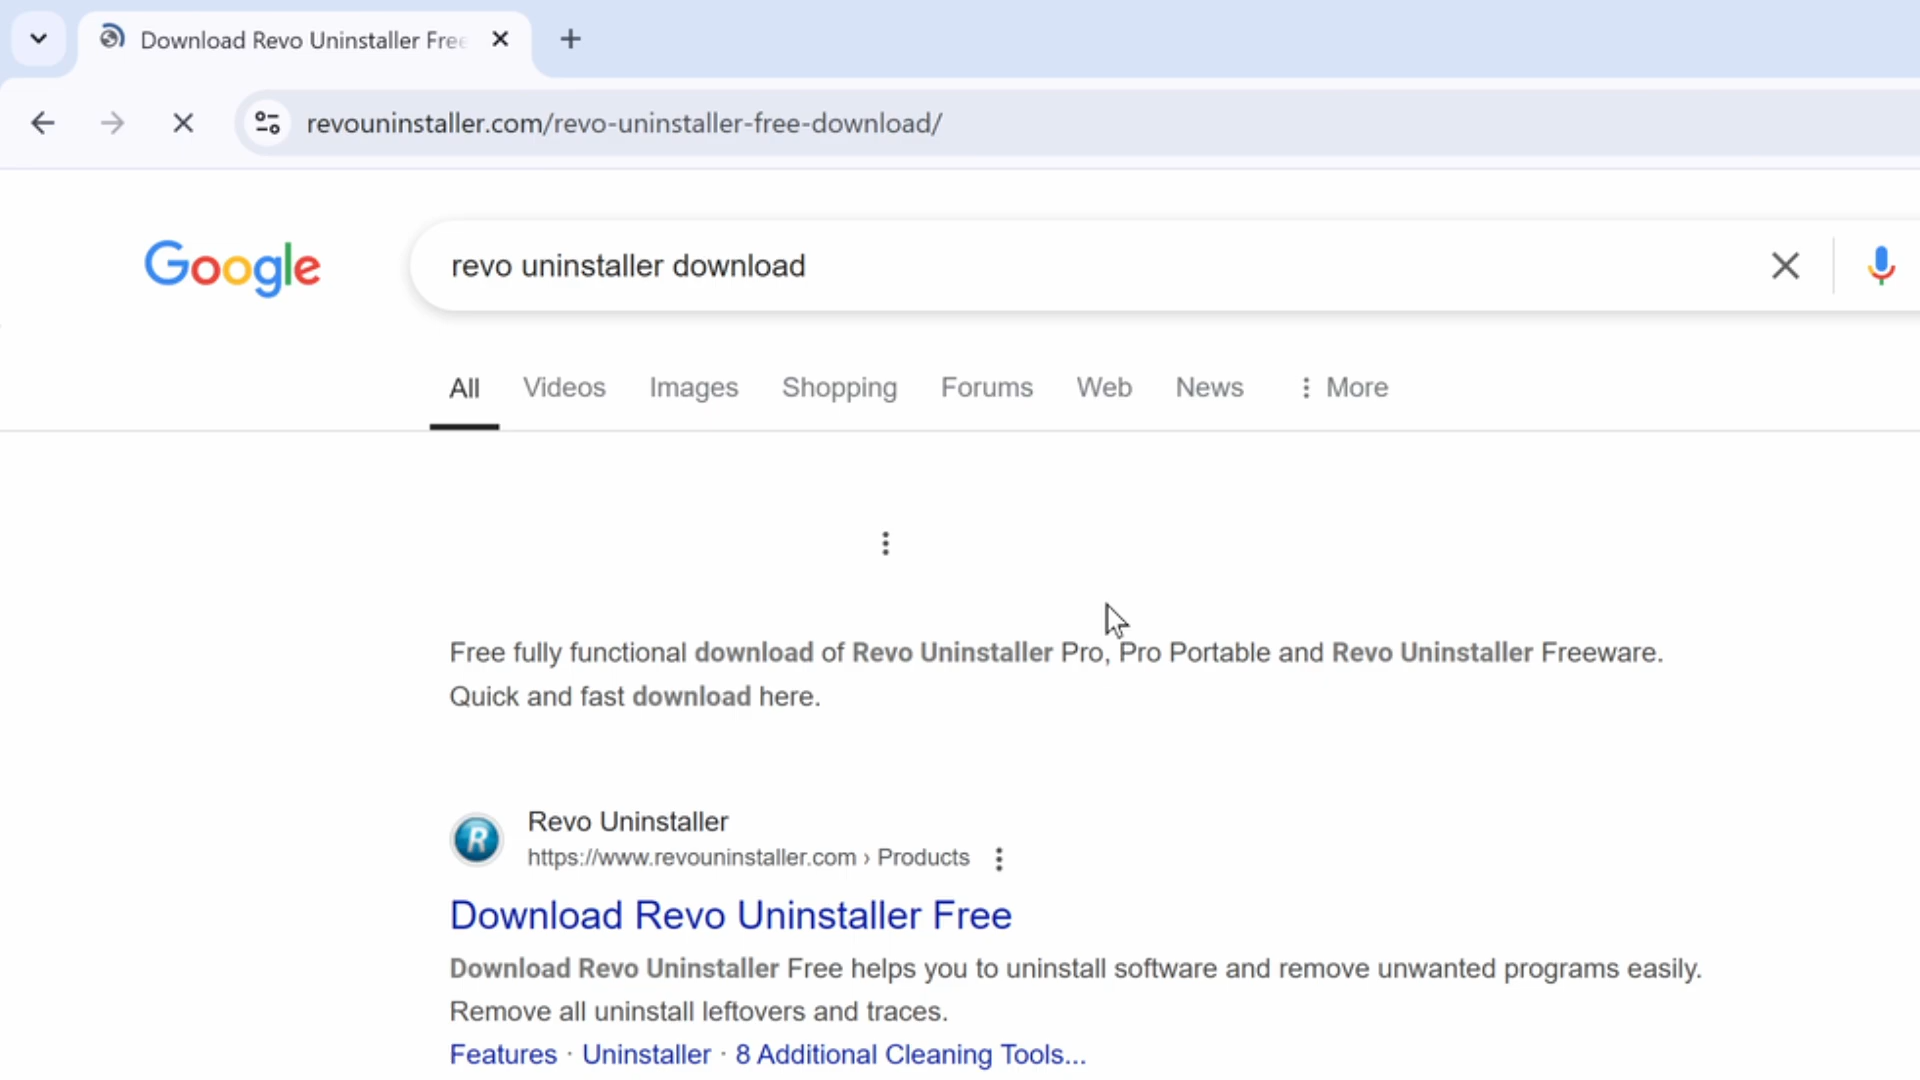 Download Revo Uninstaller Free
revouninstaller.com/revo-uninstaller-free-download/
Google
revo uninstaller download
All Videos Images Shopping Forums Web News More
Free fully functional download of Revo Uninstaller Pro, Pro Portable and Revo Uninstaller Freeware.
Quick and fast download here.
R
Revo Uninstaller
https://www.revouninstaller.com › Products
Download Revo Uninstaller Free
Download Revo Uninstaller Free helps you to uninstall software and remove unwanted programs easily.
Remove all uninstall leftovers and traces.
Features · Uninstaller · 8 Additional Cleaning Tools...